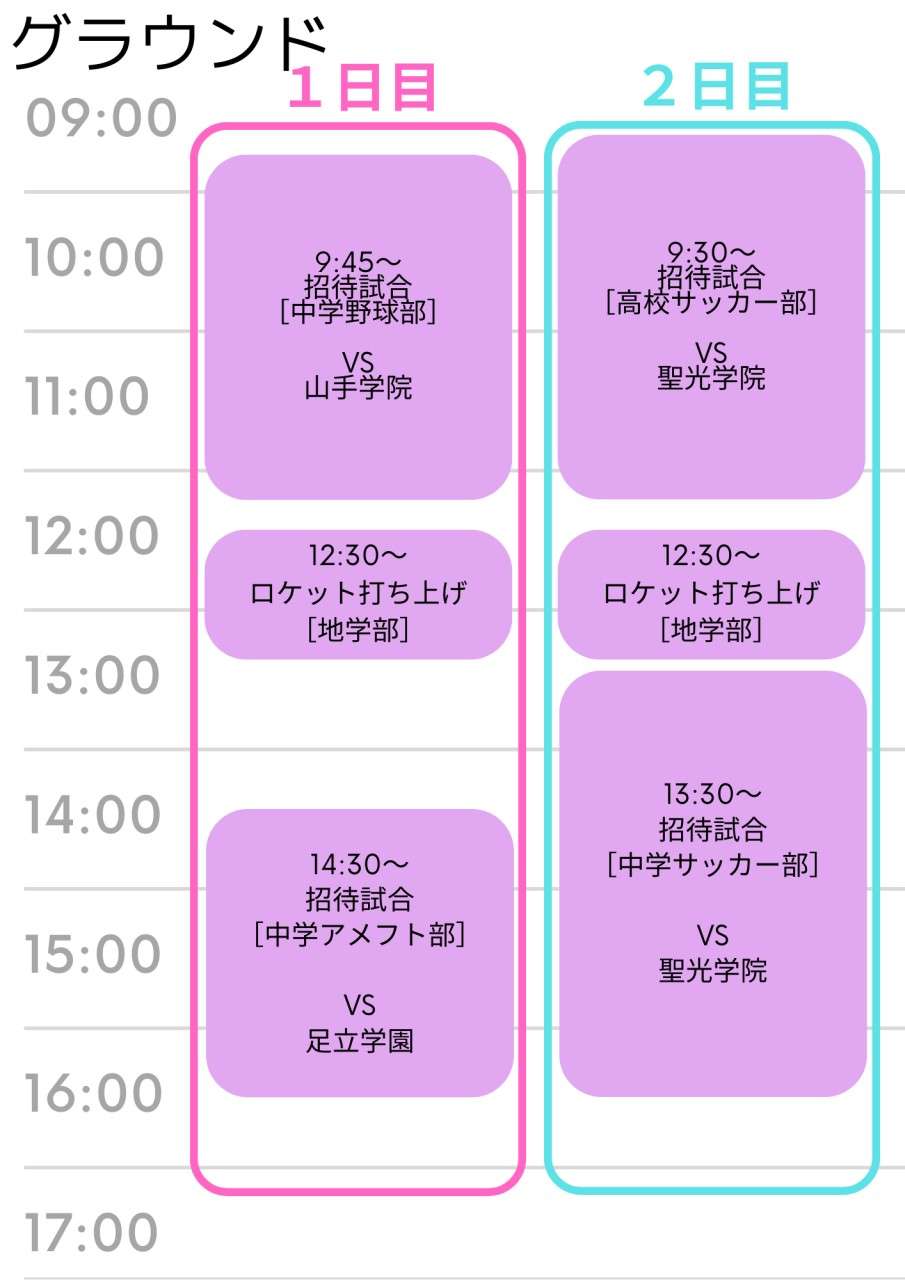 グラウンド
1日目
2日目
09:00
10:00
11:00
12:00
13:00
14:00
15:00
16:00
17:00
9:45〜
招待試合
[中学野球部]
VS
山手学院
12:30〜
ロケット打ち上げ
[地学部]
14:30〜
招待試合
[中学アメフト部]
VS
足立学園
9:30〜
招待試合
[高校サッカー部]
VS
聖光学院
12:30〜
ロケット打ち上げ
[地学部]
13:30〜
招待試合
[中学サッカー部]
VS
聖光学院